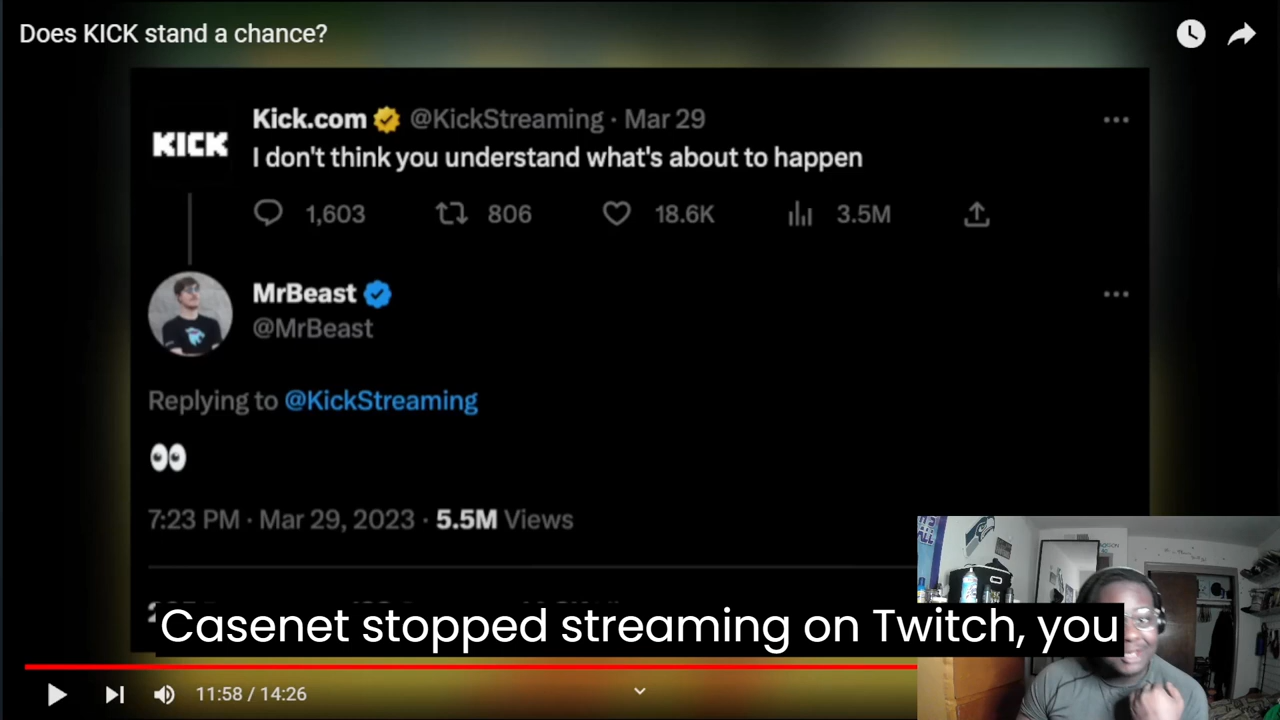 Does KICK stand a chance?
Kick.com @KickStreaming · Mar 29
KICK
I don't think you understand what's about to happen
1,603 806 18.6K 3.5M
MrBeast
@MrBeast
Replying to @KickStreaming
👀
7:23 PM · Mar 29, 2023 · 5.5M Views
Casenet stopped streaming on Twitch, you
11:58 / 14:26